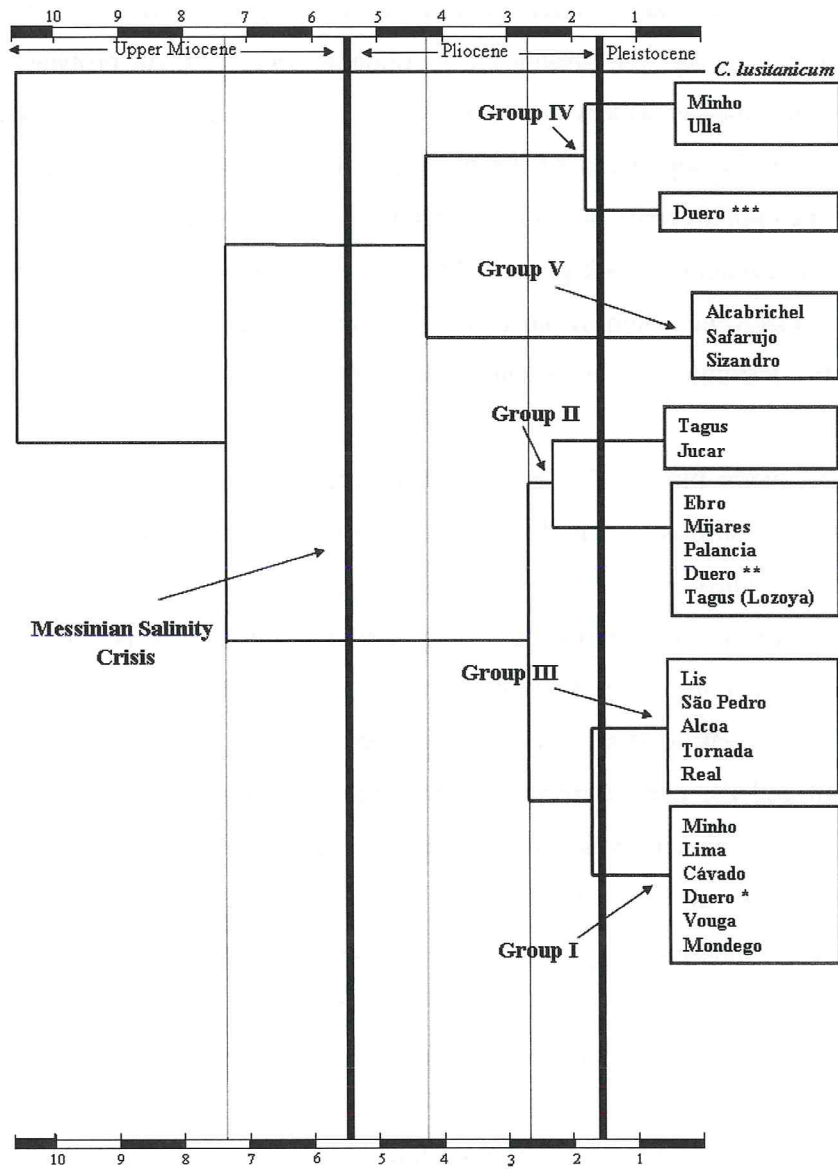 10 9 8 7 6 5 4 3 2 1
Upper Miocene Pliocene Pleistocene
C. lusitanicum
Group IV
Minho
Ulla
Duero ***
Group V
Alcabrichel
Safarujo
Sizandro
Group II
Tagus
Jucar
Ebro
Mijares
Palancia
Duero **
Tagus (Lozoya)
Messinian Salinity
Crisis
Group III
Lis
São Pedro
Alcoa
Tornada
Real
Minho
Lima
Cávado
Duero *
Vouga
Mondego
Group I
10 9 8 7 6 5 4 3 2 1